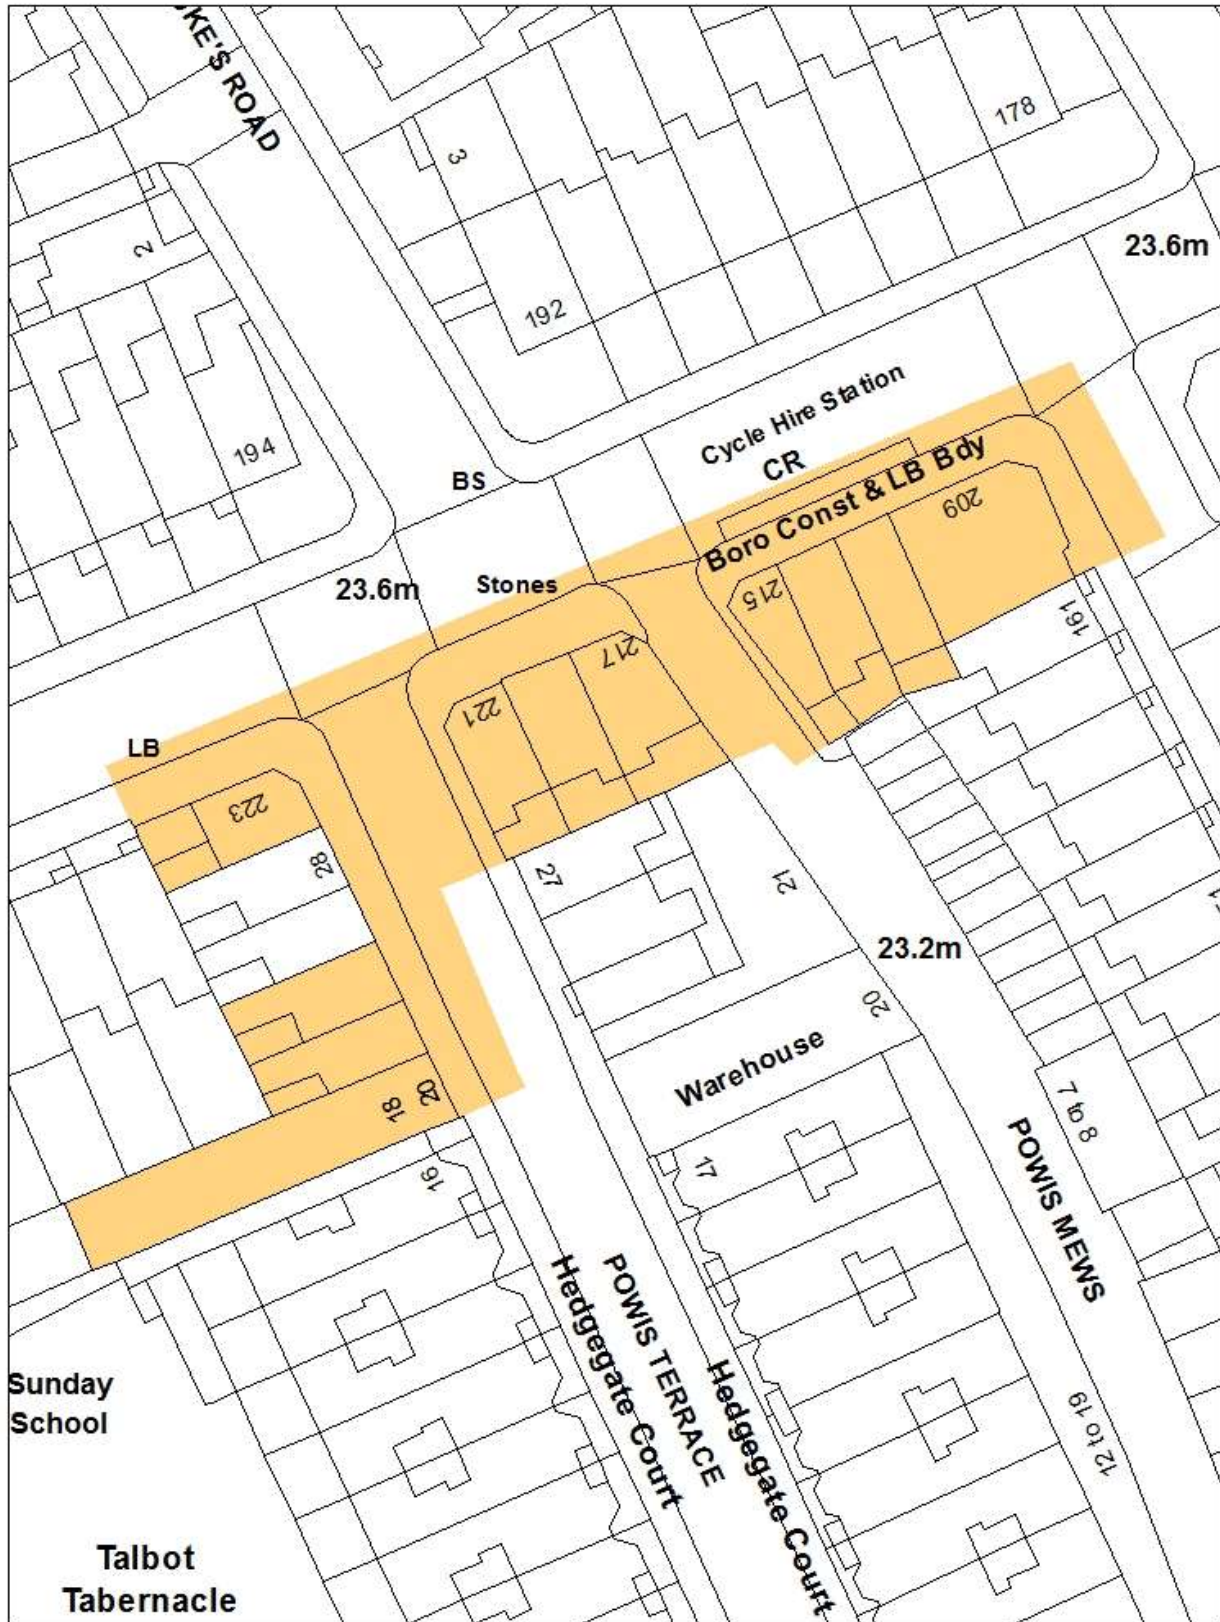 KE'S ROAD
178
3
2
23.6m
192
Cycle Hire Station
CR
194
BS
Boro Const & LB Bdy
209
23.6m
Stones
215
161
217
221
LB
223
28
27
21
23.2m
20
Warehouse
18
20
7 to 8
16
17
POWIS MEWS
Hedgegate Court
POWIS TERRACE
Hedgegate Court
Sunday
School
12 to 19
Talbot
Tabernacle